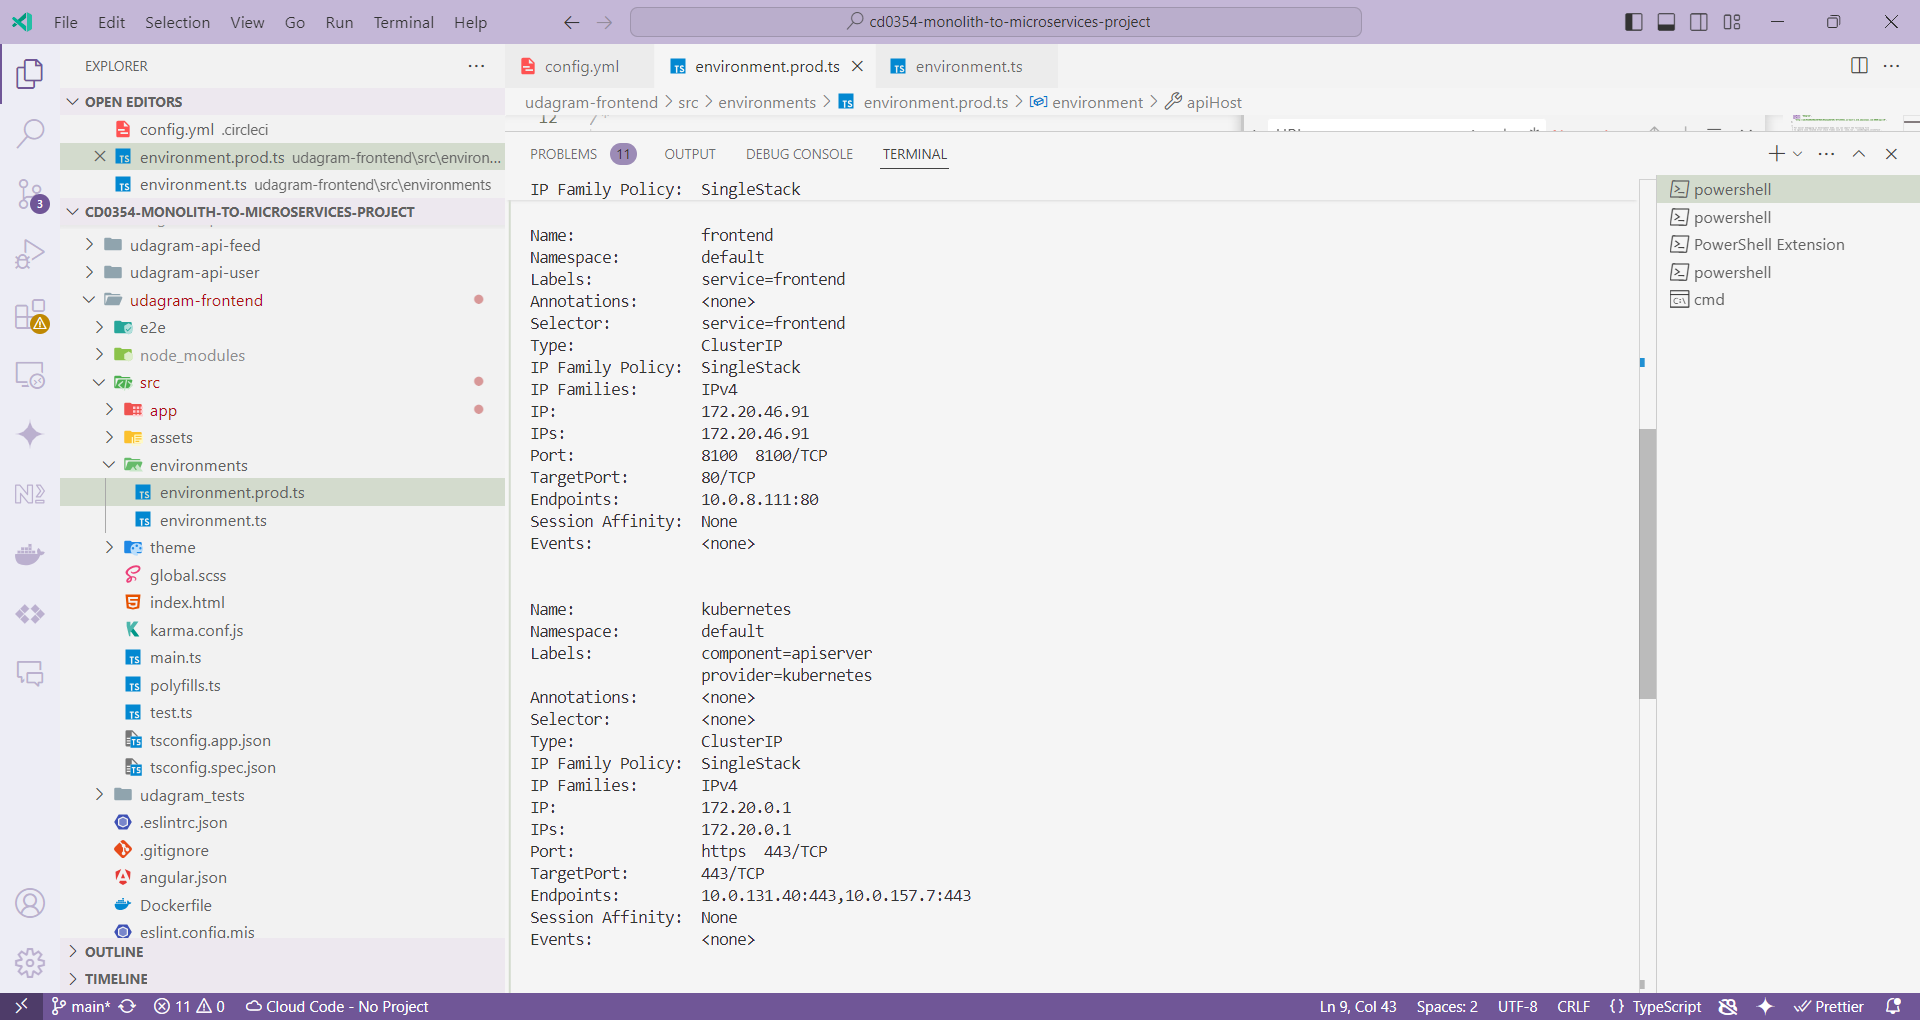 File Edit Selection View Go Run Terminal Help
cd0354-monolith-to-microservices-project
EXPLORER
OPEN EDITORS
config.yml .circleci
environment.prod.ts udagram-frontend\src\environ...
environment.ts udagram-frontend\src\environments
CD0354-MONOLITH-TO-MICROSERVICES-PROJECT
udagram-api-feed
udagram-api-user
udagram-frontend
e2e
node_modules
src
app
assets
environments
environment.prod.ts
environment.ts
theme
global.scss
index.html
karma.conf.js
main.ts
polyfills.ts
test.ts
tsconfig.app.json
tsconfig.spec.json
udagram_tests
.eslintrc.json
.gitignore
angular.json
Dockerfile
eslint.config.mjs
OUTLINE
TIMELINE
3
config.yml
environment.prod.ts
environment.ts
udagram-frontend > src > environments > environment.prod.ts > environment > apiHost
12 /*
PROBLEMS 11 OUTPUT DEBUG CONSOLE TERMINAL
IP Family Policy: SingleStack
Name: frontend
Namespace: default
Labels: service=frontend
Annotations: <none>
Selector: service=frontend
Type: ClusterIP
IP Family Policy: SingleStack
IP Families: IPv4
IP: 172.20.46.91
IPs: 172.20.46.91
Port: 8100 8100/TCP
TargetPort: 80/TCP
Endpoints: 10.0.8.111:80
Session Affinity: None
Events: <none>
Name: kubernetes
Namespace: default
Labels: component=apiserver
provider=kubernetes
Annotations: <none>
Selector: <none>
Type: ClusterIP
IP Family Policy: SingleStack
IP Families: IPv4
IP: 172.20.0.1
IPs: 172.20.0.1
Port: https 443/TCP
TargetPort: 443/TCP
Endpoints: 10.0.131.40:443,10.0.157.7:443
Session Affinity: None
Events: <none>
powershell
powershell
PowerShell Extension
powershell
cmd
main* 11 0 Cloud Code - No Project
Ln 9, Col 43 Spaces: 2 UTF-8 CRLF {} TypeScript Prettier